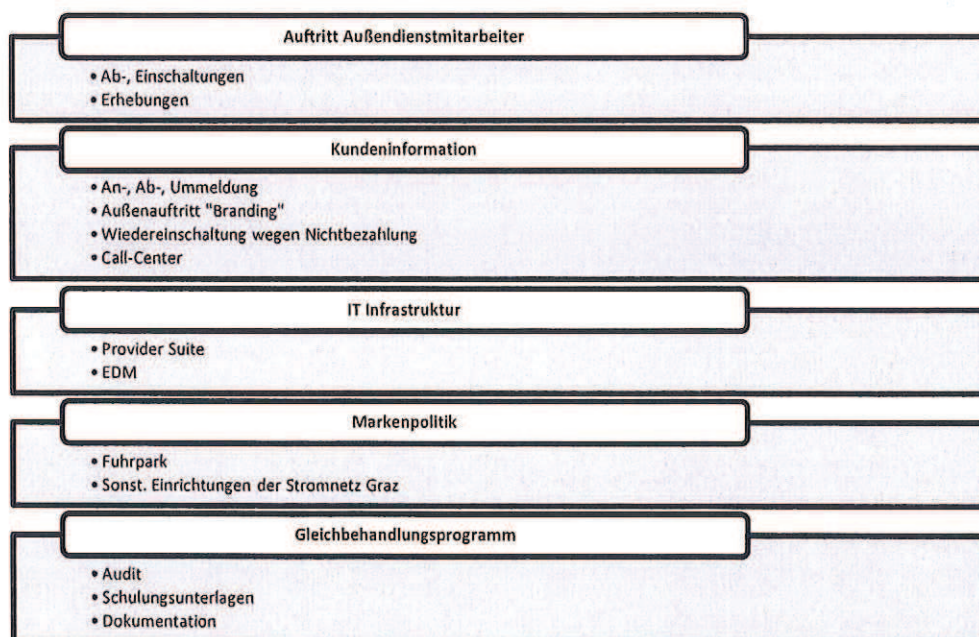 Auftritt Außendienstmitarbeiter
• Ab-, Einschaltungen
• Erhebungen
Kundeninformation
• An-, Ab-, Ummeldung
• Außenauftritt "Branding"
• Wiedereinschaltung wegen Nichtbezahlung
• Call-Center
IT Infrastruktur
• Provider Suite
• EDM
Markenpolitik
• Fuhrpark
• Sonst. Einrichtungen der Stromnetz Graz
Gleichbehandlungsprogramm
• Audit
• Schulungsunterlagen
• Dokumentation